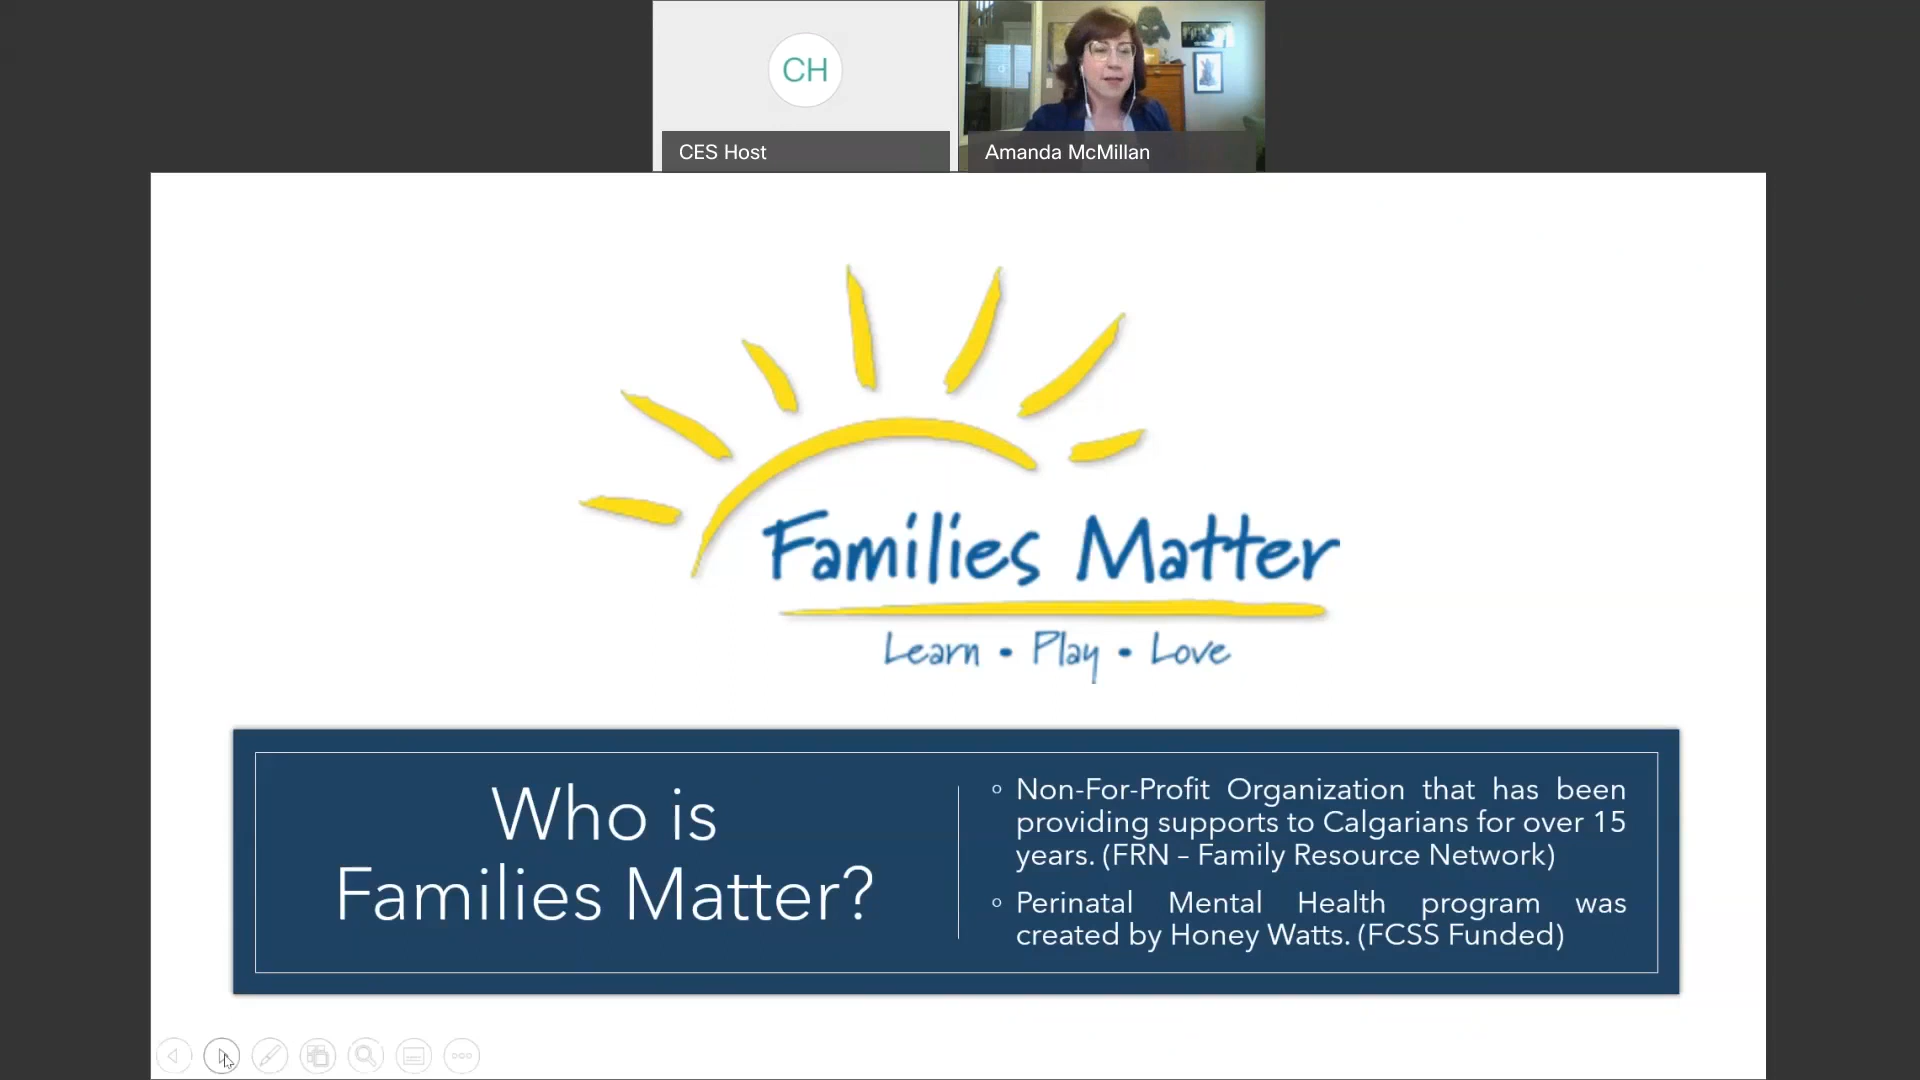 CH
CES Host
Amanda McMillan
Families Matter
Learn • Play • Love
Who is
Families Matter?
Non-For-Profit Organization that has been
providing supports to Calgarians for over 15
years. (FRN – Family Resource Network)
Perinatal Mental Health program was
created by Honey Watts. (FCSS Funded)